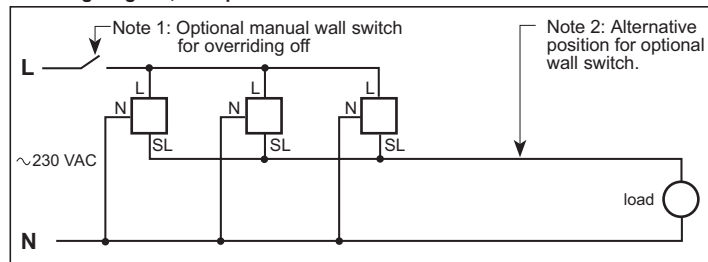 Note 1: Optional manual wall switch
for overriding off
Note 2: Alternative
position for optional
wall switch.
L
L
L
L
N
N
N
SL
SL
SL
~230 VAC
load
N